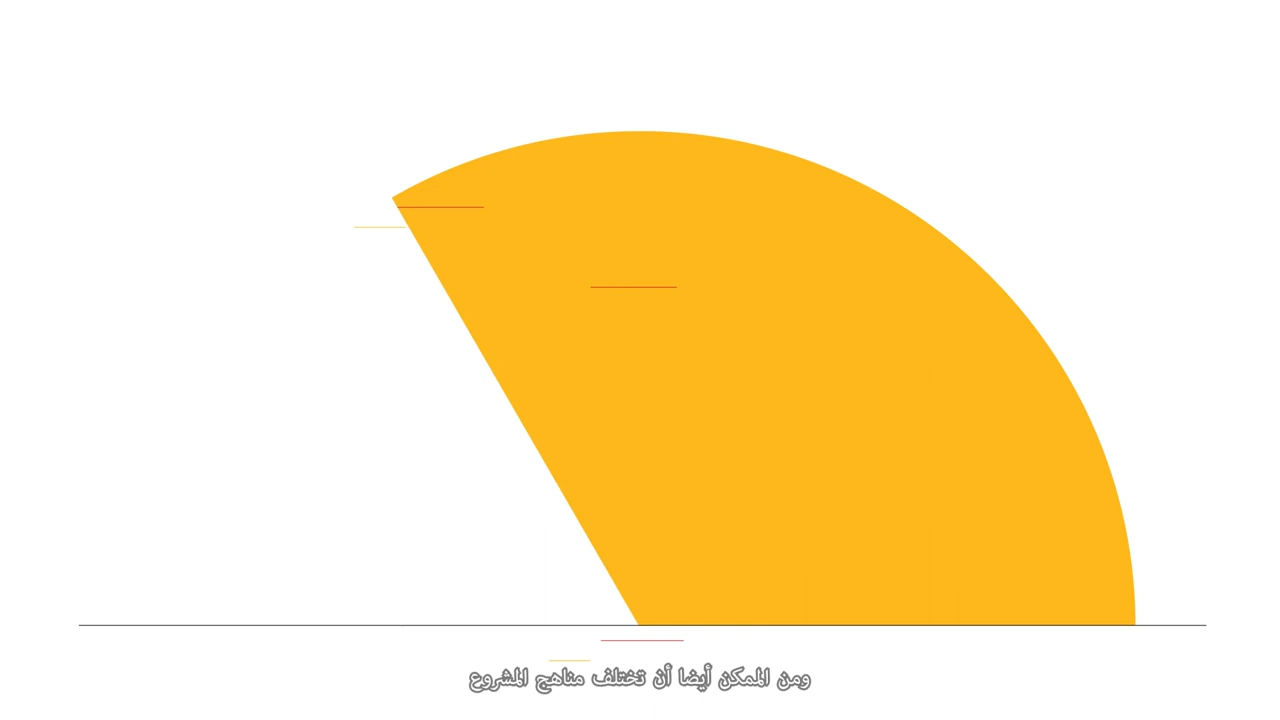 ومن الممكن أيضا أن تختلف مناهج المشروع